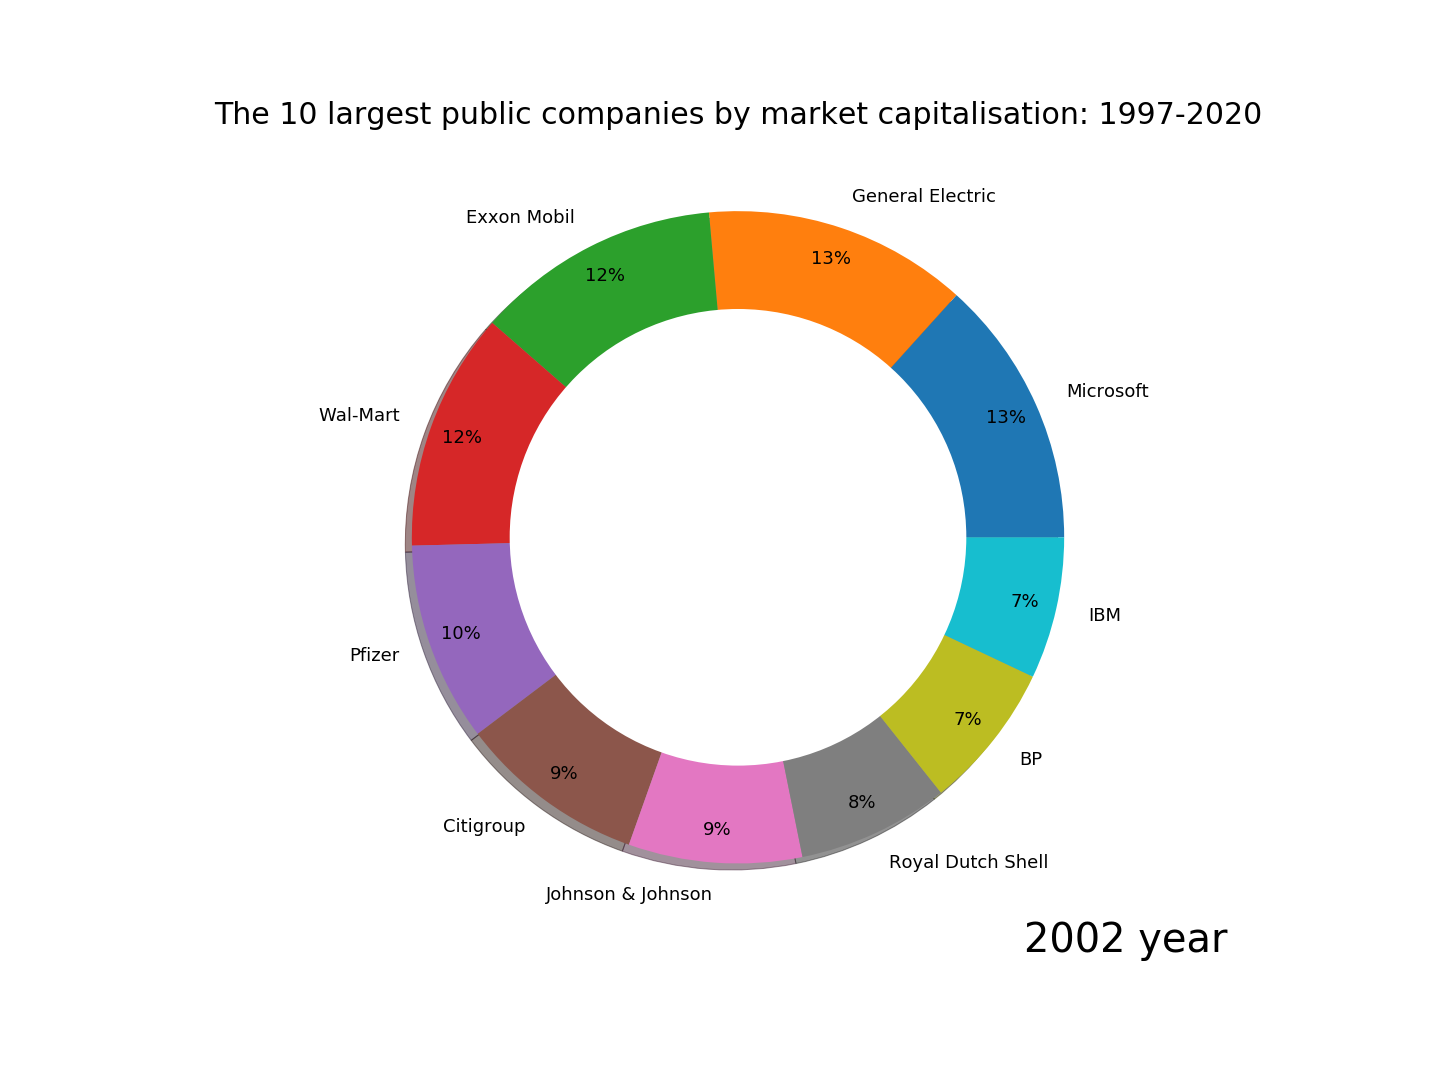 The 10 largest public companies by market capitalisation: 1997-2020
General Electric
Exxon Mobil
13%
12%
Microsoft
Wal-Mart
13%
12%
7%
IBM
10%
Pfizer
7%
BP
9%
8%
Citigroup
9%
Royal Dutch Shell
Johnson & Johnson
2002 year